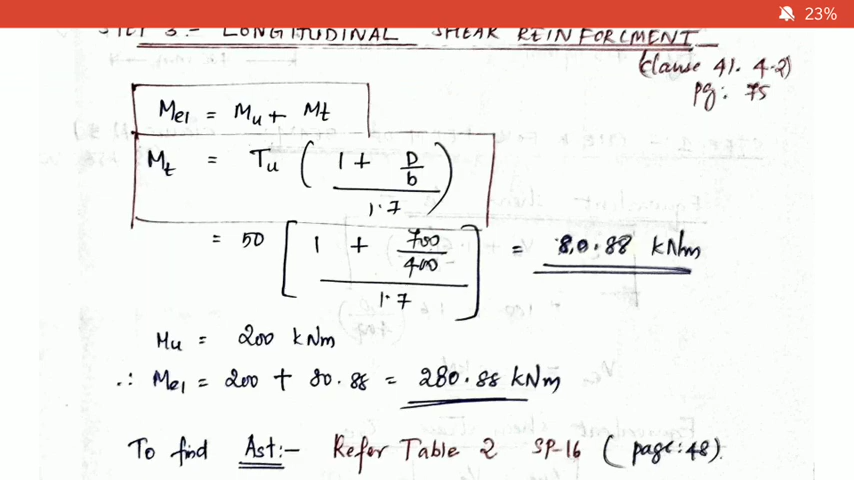 23%
STEP 3:- LONGITUDINAL SHEAR REINFORCMENT
(clause 41.4.2)
pg: 75
Me1 = Mu + Mt
Mt = Tu ( (1 + D/b) / 1.7 )
= 50 [ (1 + 700/400) / 1.7 ] = 80.88 kNm
Mu = 200 kNm
∴ Me1 = 200 + 80.88 = 280.88 kNm
To find Ast:- Refer Table 2 SP-16 (page:48)